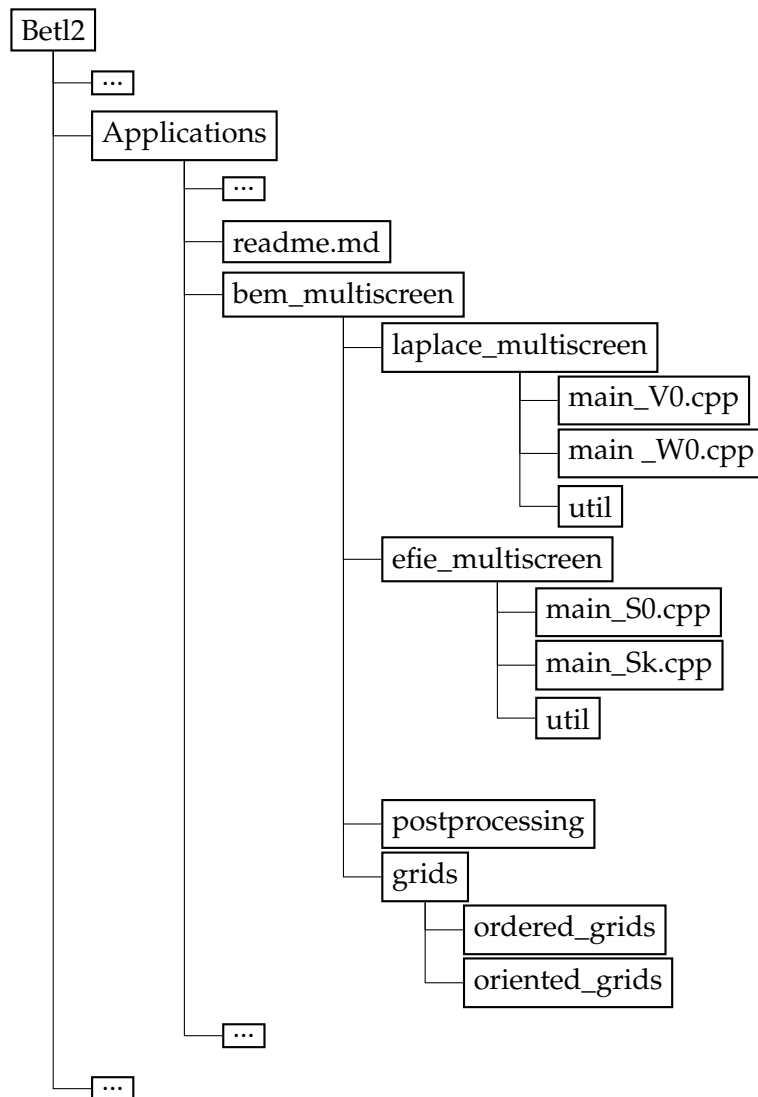 Betl2
...
Applications
...
readme.md
bem_multiscreen
laplace_multiscreen
main_V0.cpp
main _W0.cpp
util
efie_multiscreen
main_S0.cpp
main_Sk.cpp
util
postprocessing
grids
ordered_grids
oriented_grids
...
...